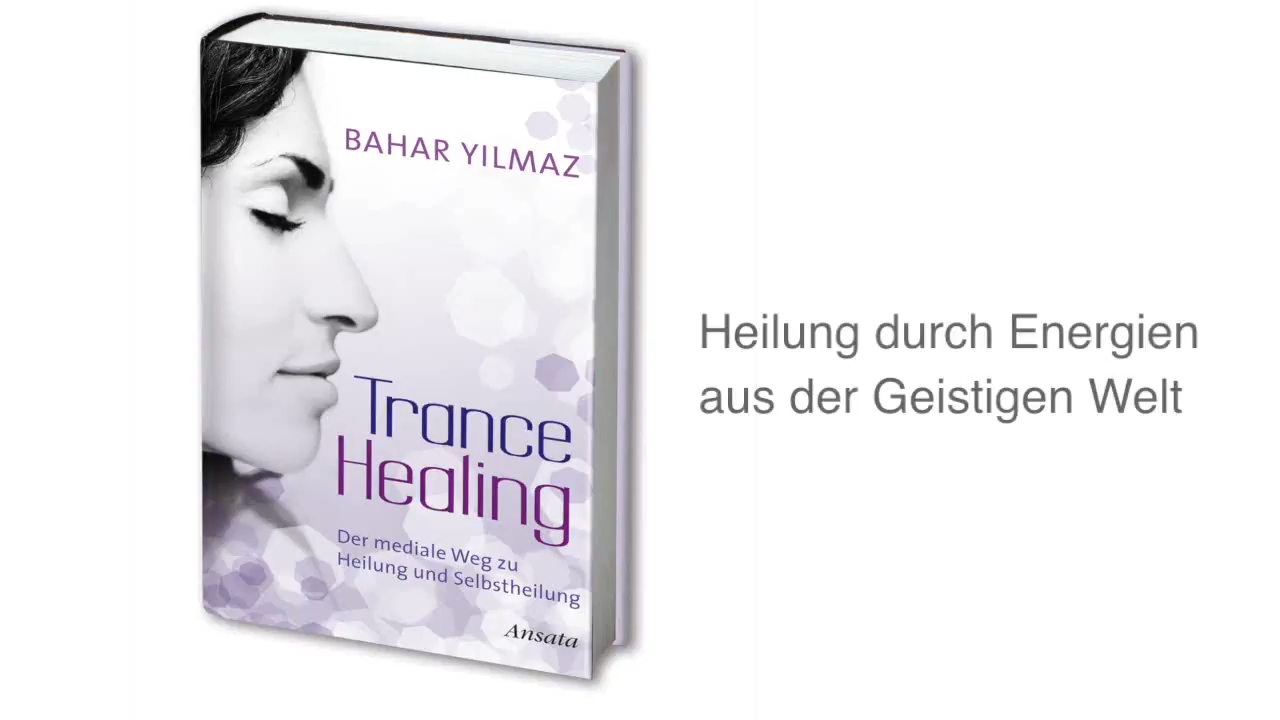 BAHAR YILMAZ
Trance
Healing
Der mediale Weg zu
Heilung und Selbstheilung
Ansata
Heilung durch Energien
aus der Geistigen Welt